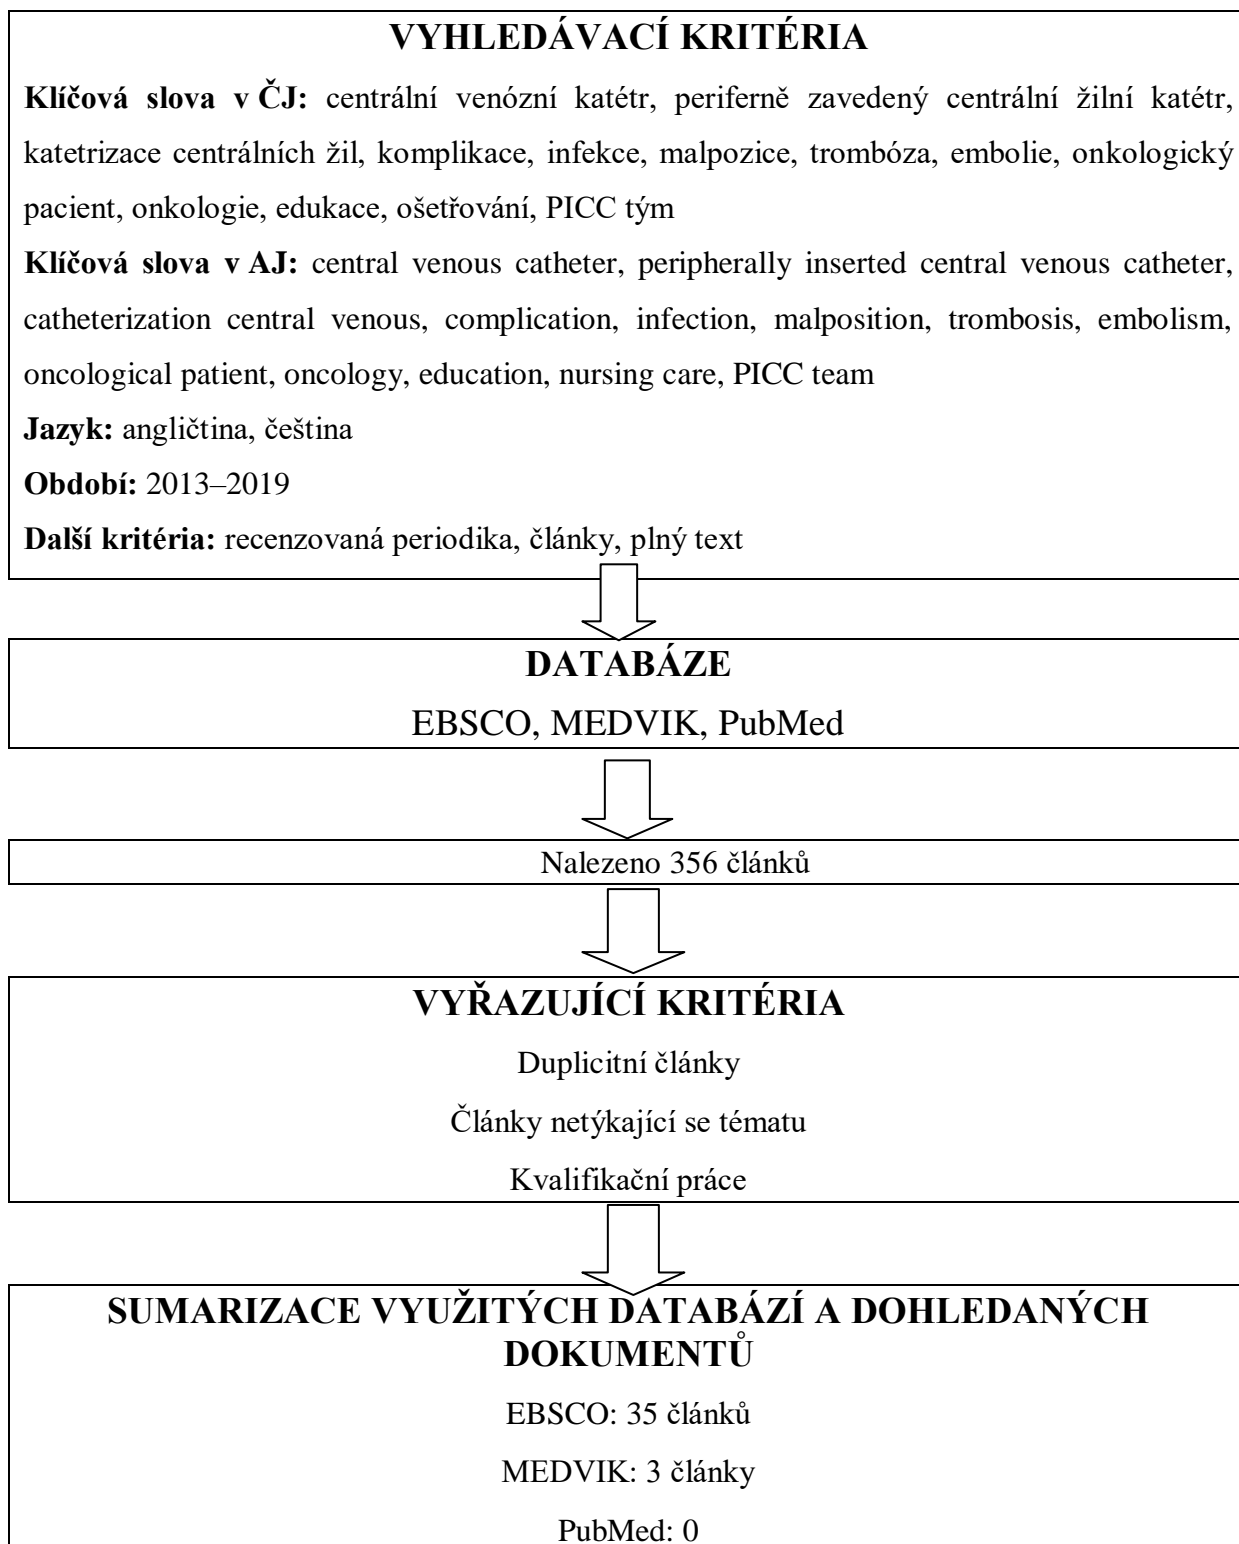 VYHLEDÁVACÍ KRITÉRIA
Klíčová slova v ČJ: centrální venózní katétr, periferně zavedený centrální žilní katétr,
katetrizace centrálních žil, komplikace, infekce, malpozice, trombóza, embolie, onkologický
pacient, onkologie, edukace, ošetřování, PICC tým
Klíčová slova v AJ: central venous catheter, peripherally inserted central venous catheter,
catheterization central venous, complication, infection, malposition, trombosis, embolism,
oncological patient, oncology, education, nursing care, PICC team
Jazyk: angličtina, čeština
Období: 2013–2019
Další kritéria: recenzovaná periodika, články, plný text
DATABÁZE
EBSCO, MEDVIK, PubMed
Nalezeno 356 článků
VYŘAZUJÍCÍ KRITÉRIA
Duplicitní články
Články netýkající se tématu
Kvalifikační práce
SUMARIZACE VYUŽITÝCH DATABÁZÍ A DOHLEDANÝCH
DOKUMENTŮ
EBSCO: 35 článků
MEDVIK: 3 články
PubMed: 0